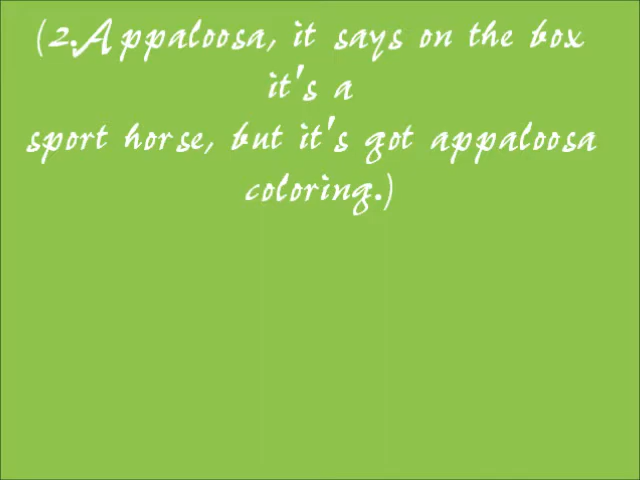 (2.Appaloosa, it says on the box
it's a
sport horse, but it's got appaloosa
coloring.)